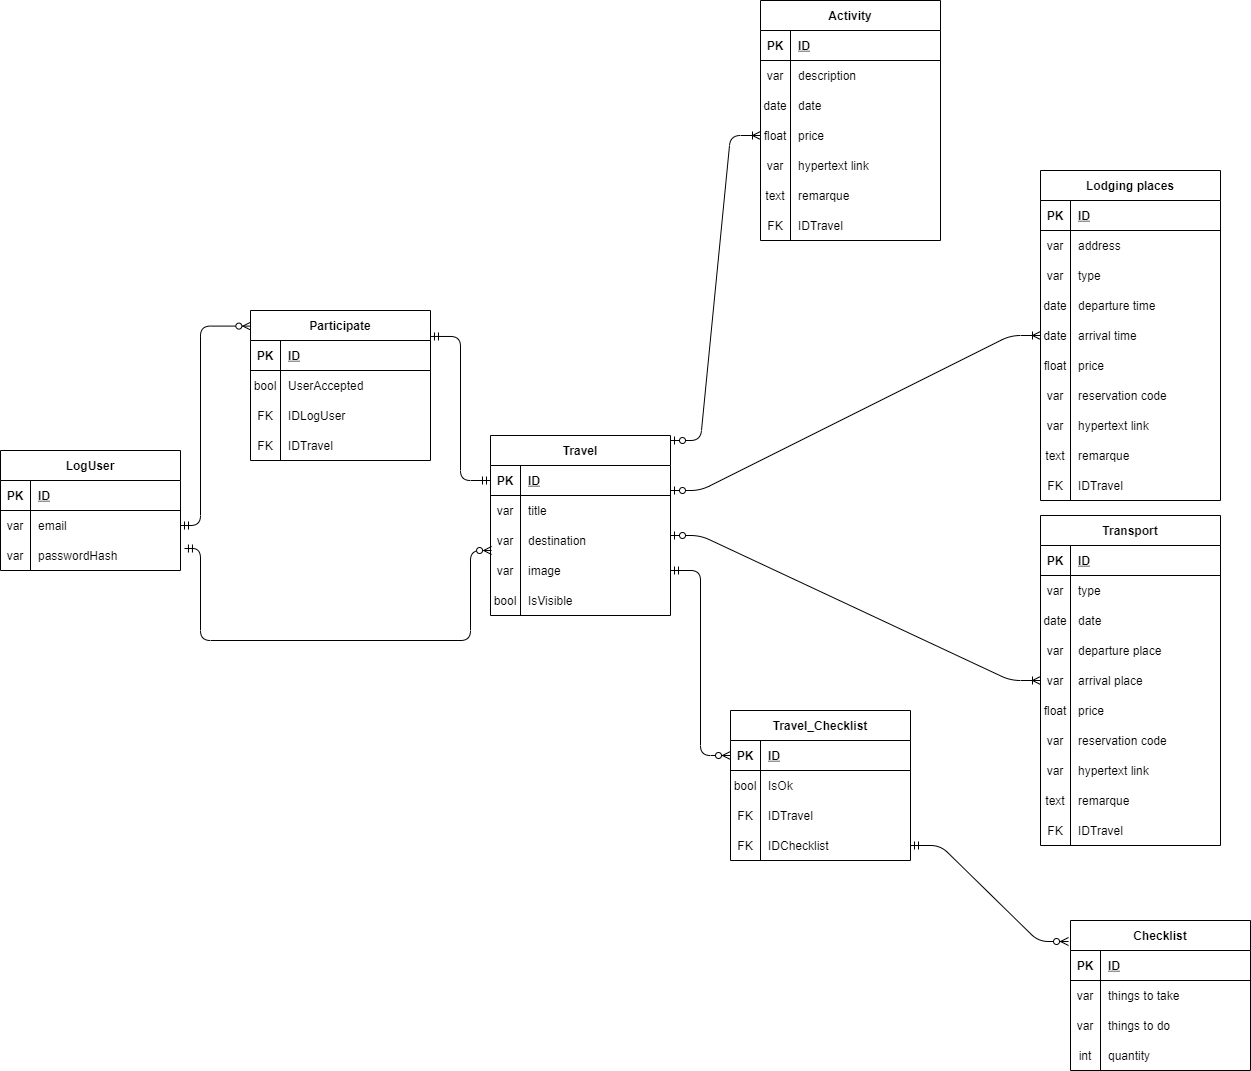 Activity
PK ID
var description
date date
float price
var hypertext link
text remarque
FK IDTravel
Lodging places
PK ID
var address
var type
date departure time
date arrival time
float price
var reservation code
var hypertext link
text remarque
FK IDTravel
Participate
PK ID
bool UserAccepted
FK IDLogUser
FK IDTravel
LogUser
PK ID
var email
var passwordHash
Travel
PK ID
var title
var destination
var image
bool IsVisible
Transport
PK ID
var type
date date
var departure place
var arrival place
float price
var reservation code
var hypertext link
text remarque
FK IDTravel
Travel_Checklist
PK ID
bool IsOk
FK IDTravel
FK IDChecklist
Checklist
PK ID
var things to take
var things to do
int quantity